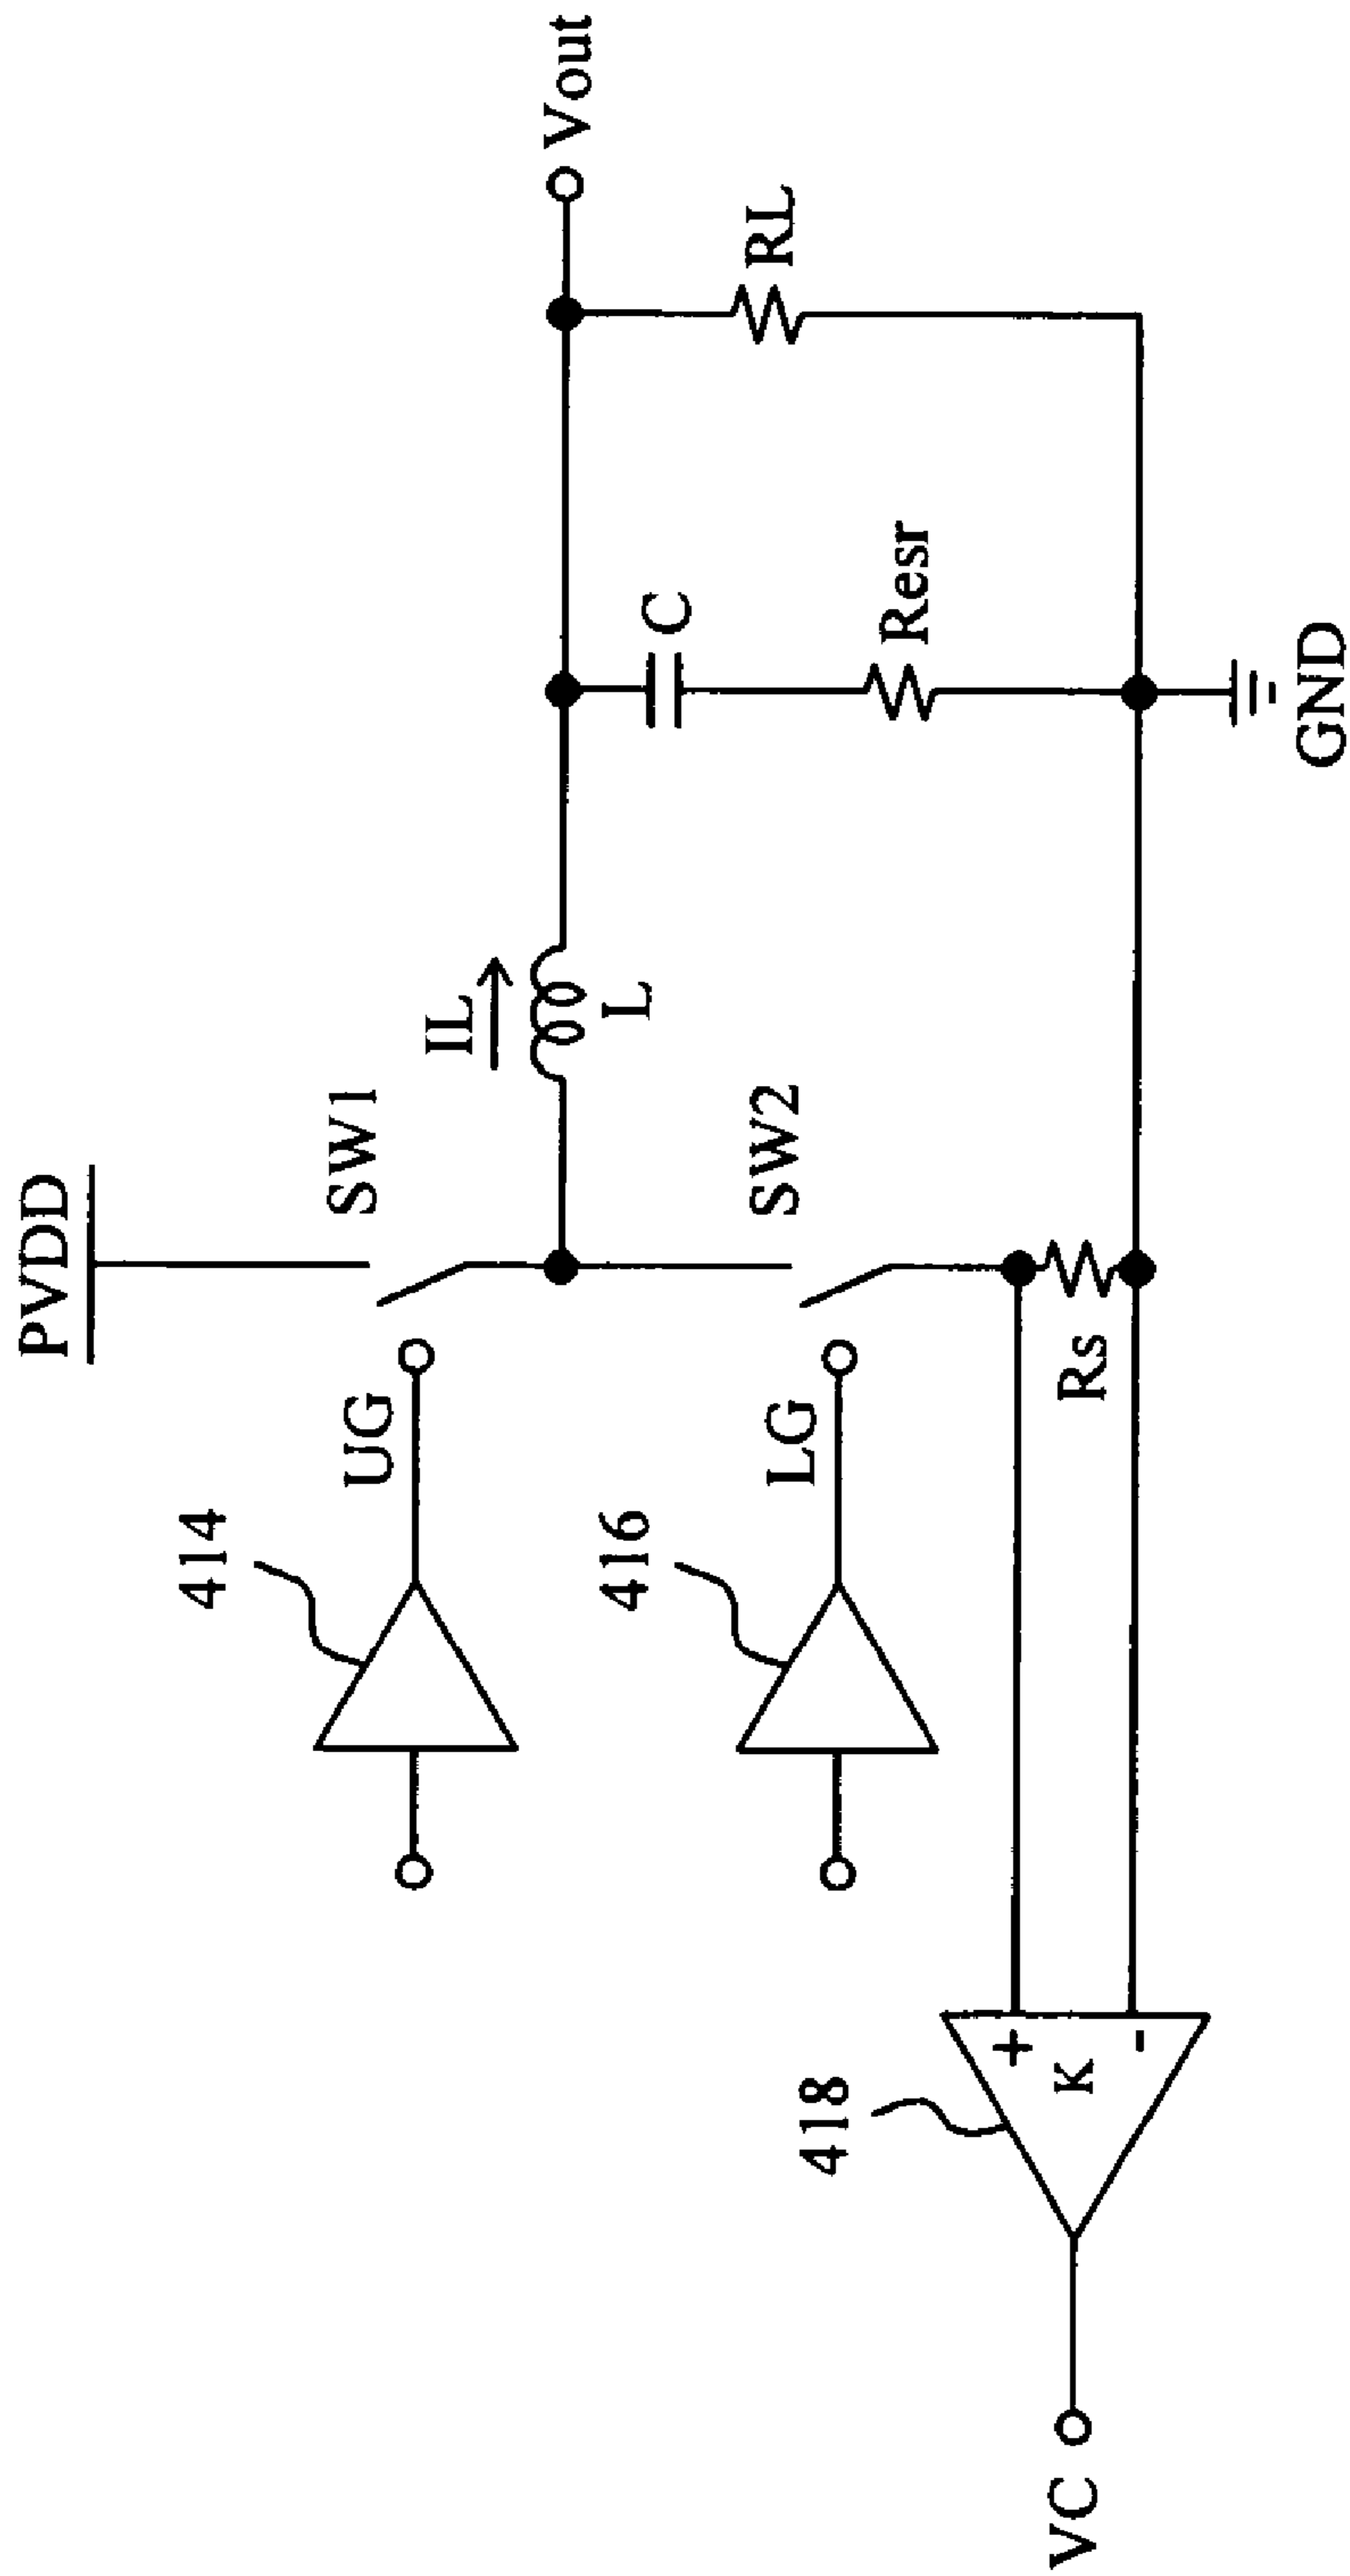 PVDD
SW1
IL
L
Vout
414
UG
416
LG
SW2
C
RL
Resr
Rs
418
+
K
-
VC
GND